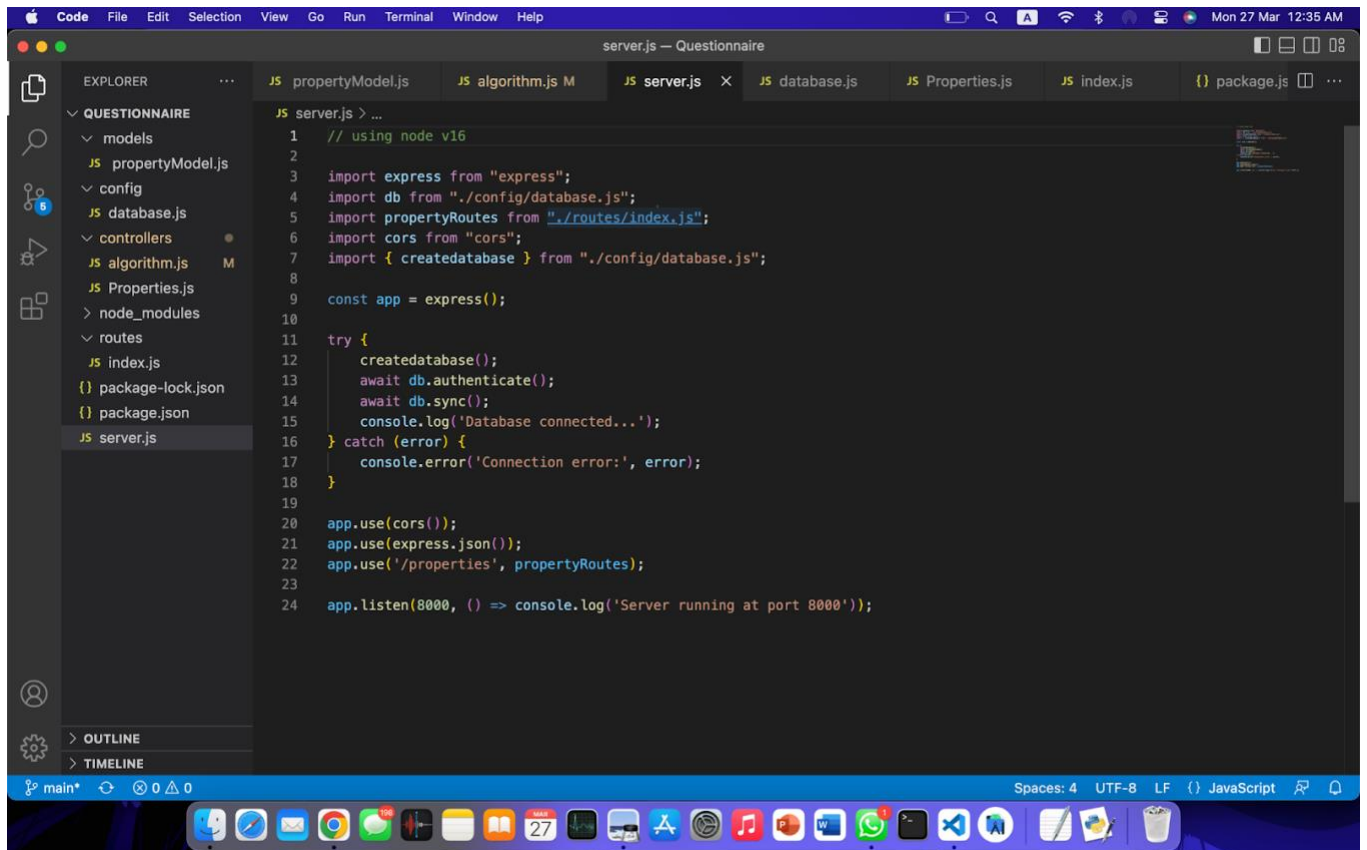 Code File Edit Selection View Go Run Terminal Window Help A Mon 27 Mar 12:35 AM
server.js — Questionnaire
EXPLORER ···
JS propertyModel.js JS algorithm.js M JS server.js × JS database.js JS Properties.js JS index.js {} package.js ···
QUESTIONNAIRE
models
JS propertyModel.js
config
JS database.js
controllers
JS algorithm.js M
JS Properties.js
> node_modules
routes
JS index.js
{} package-lock.json
{} package.json
JS server.js
5
> OUTLINE
> TIMELINE
JS server.js > ...
1 // using node v16
2
3 import express from "express";
4 import db from "./config/database.js";
5 import propertyRoutes from "./routes/index.js";
6 import cors from "cors";
7 import { createdatabase } from "./config/database.js";
8
9 const app = express();
10
11 try {
12     createdatabase();
13     await db.authenticate();
14     await db.sync();
15     console.log('Database connected...');
16 } catch (error) {
17     console.error('Connection error:', error);
18 }
19
20 app.use(cors());
21 app.use(express.json());
22 app.use('/properties', propertyRoutes);
23
24 app.listen(8000, () => console.log('Server running at port 8000'));
main* 0 0 Spaces: 4 UTF-8 LF {} JavaScript
198 MAR 27 P W 1 >_